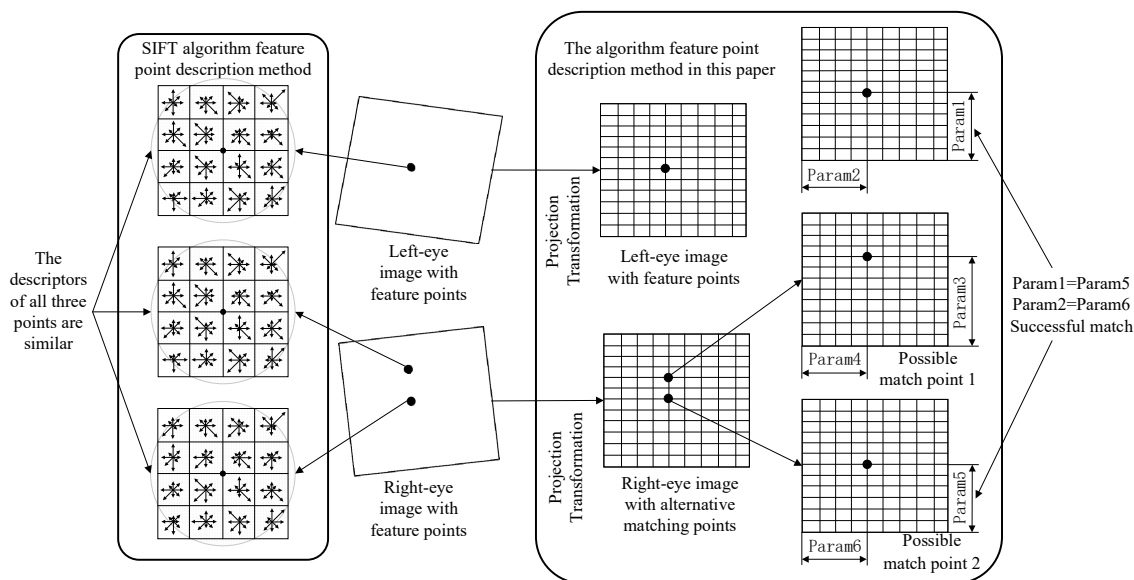 SIFT algorithm feature
point description method
The
descriptors
of all three
points are
similar
Left-eye
image with
feature points
Right-eye
image with
feature points
The algorithm feature point
description method in this paper
Projection
Transformation
Left-eye image
with feature points
Projection
Transformation
Right-eye image
with alternative
matching points
Param1
Param2
Param3
Param4
Possible
match point 1
Param5
Param6
Possible
match point 2
Param1=Param5
Param2=Param6
Successful match